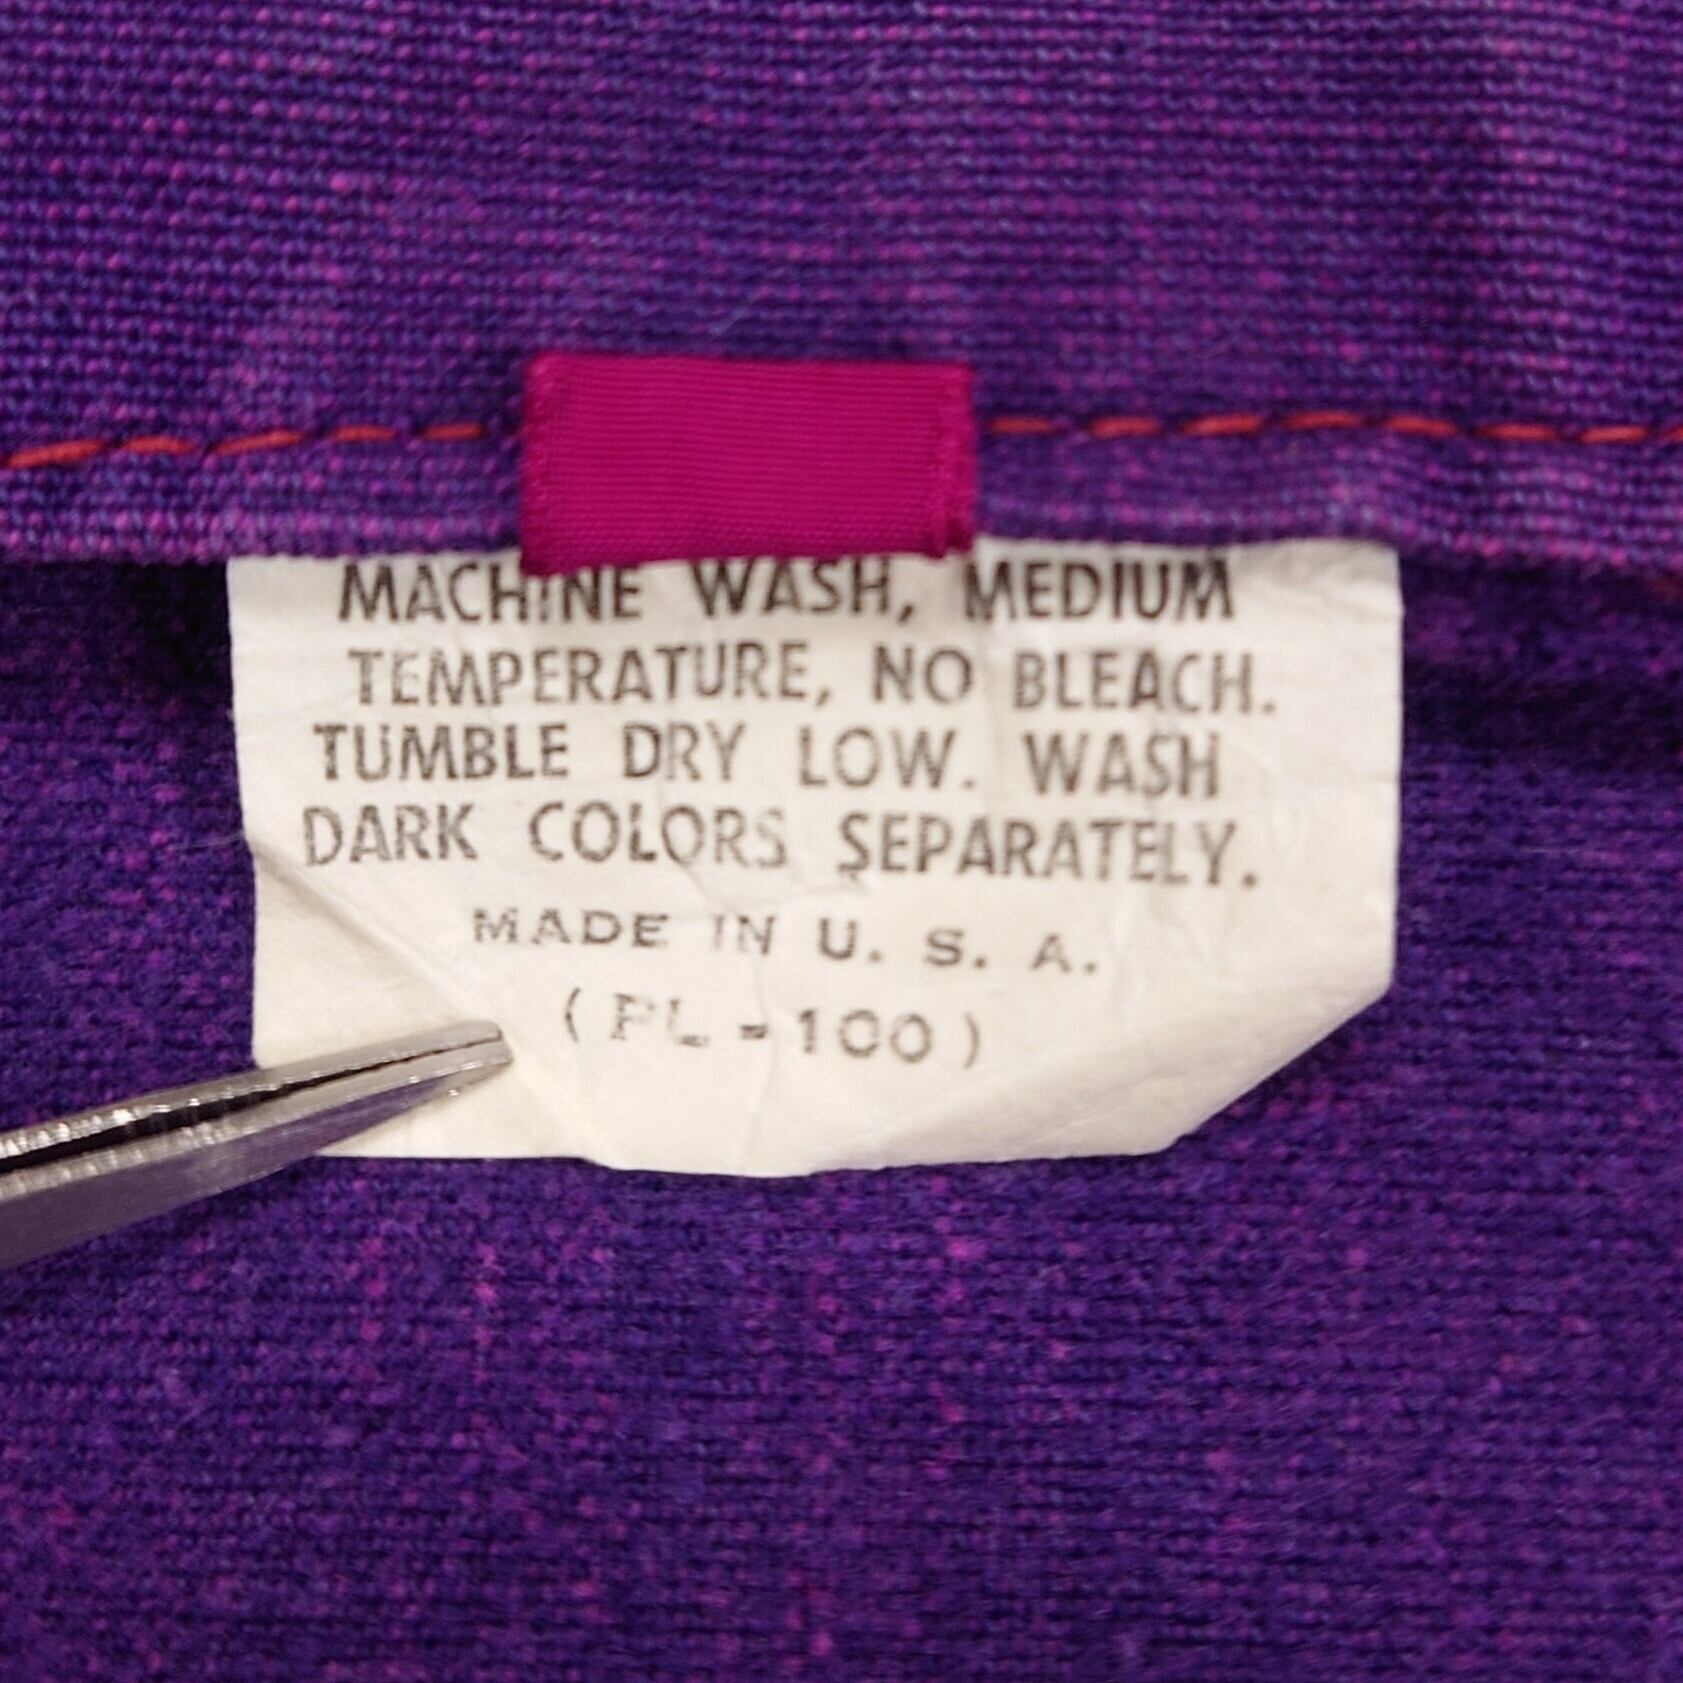 MACHINE WASH, MEDIUM
TEMPERATURE, NO BLEACH.
TUMBLE DRY LOW. WASH
DARK COLORS SEPARATELY.
MADE IN U. S. A.
( PL - 100 )